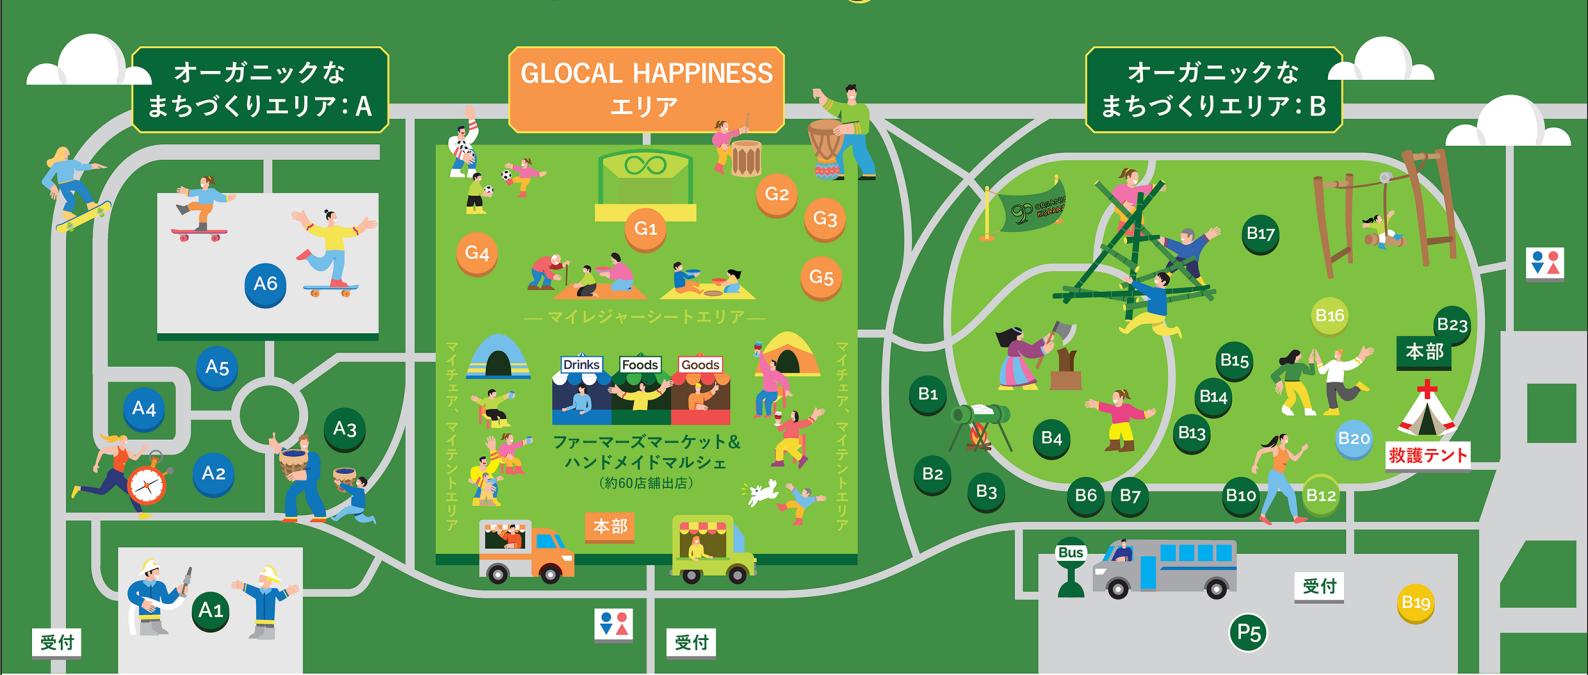 オーガニックな
まちづくりエリア：A
GLOCAL HAPPINESS
エリア
オーガニックな
まちづくりエリア：B
A6
A5
A4
A3
A2
A1
受付
G1
G2
G3
G4
G5
マイレジャーシートエリア
マイチェア、マイテントエリア
マイチェア、マイテントエリア
Drinks
Foods
Goods
ファーマーズマーケット＆
ハンドメイドマルシェ
（約60店舗出店）
本部
受付
ORGANIC
B17
B16
B23
本部
B15
B14
B13
B1
B4
B2
B3
B6
B7
B10
B12
B20
救護テント
Bus
受付
B19
P5